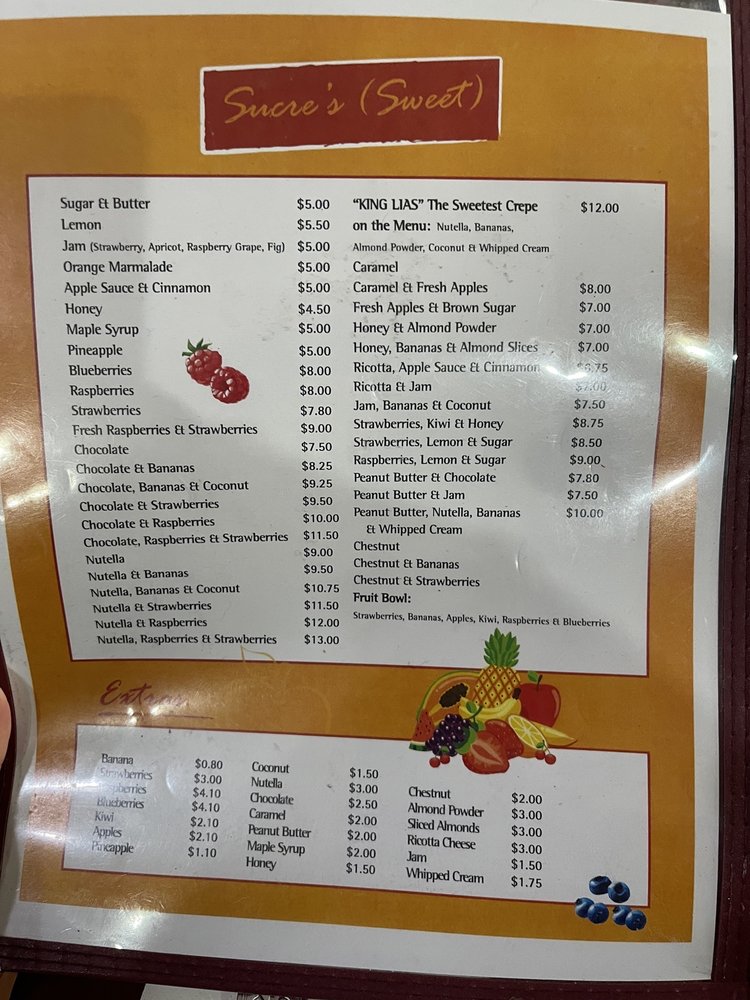 Sucre's (Sweet)
Sugar & Butter $5.00
Lemon $5.50
Jam (Strawberry, Apricot, Raspberry Grape, Fig) $5.00
Orange Marmalade $5.00
Apple Sauce & Cinnamon $5.00
Honey $4.50
Maple Syrup $5.00
Pineapple $5.00
Blueberries $8.00
Raspberries $8.00
Strawberries $7.80
Fresh Raspberries & Strawberries $9.00
Chocolate $7.50
Chocolate & Bananas $8.25
Chocolate, Bananas & Coconut $9.25
Chocolate & Strawberries $9.50
Chocolate & Raspberries $10.00
Chocolate, Raspberries & Strawberries $11.50
Nutella $9.00
Nutella & Bananas $9.50
Nutella, Bananas & Coconut $10.75
Nutella & Strawberries $11.50
Nutella & Raspberries $12.00
Nutella, Raspberries & Strawberries $13.00
"KING LIAS" The Sweetest Crepe $12.00
on the Menu: Nutella, Bananas,
Almond Powder, Coconut & Whipped Cream
Caramel
Caramel & Fresh Apples $8.00
Fresh Apples & Brown Sugar $7.00
Honey & Almond Powder $7.00
Honey, Bananas & Almond Slices $7.00
Ricotta, Apple Sauce & Cinnamon $6.75
Ricotta & Jam $7.00
Jam, Bananas & Coconut $7.50
Strawberries, Kiwi & Honey $8.75
Strawberries, Lemon & Sugar $8.50
Raspberries, Lemon & Sugar $9.00
Peanut Butter & Chocolate $7.80
Peanut Butter & Jam $7.50
Peanut Butter, Nutella, Bananas $10.00
& Whipped Cream
Chestnut
Chestnut & Bananas
Chestnut & Strawberries
Fruit Bowl:
Strawberries, Bananas, Apples, Kiwi, Raspberries & Blueberries
Extras
Banana $0.80
Strawberries $3.00
Raspberries $4.10
Blueberries $4.10
Kiwi $2.10
Apples $2.10
Pineapple $1.10
Coconut $1.50
Nutella $3.00
Chocolate $2.50
Caramel $2.00
Peanut Butter $2.00
Maple Syrup $2.00
Honey $1.50
Chestnut $2.00
Almond Powder $3.00
Sliced Almonds $3.00
Ricotta Cheese $3.00
Jam $1.50
Whipped Cream $1.75